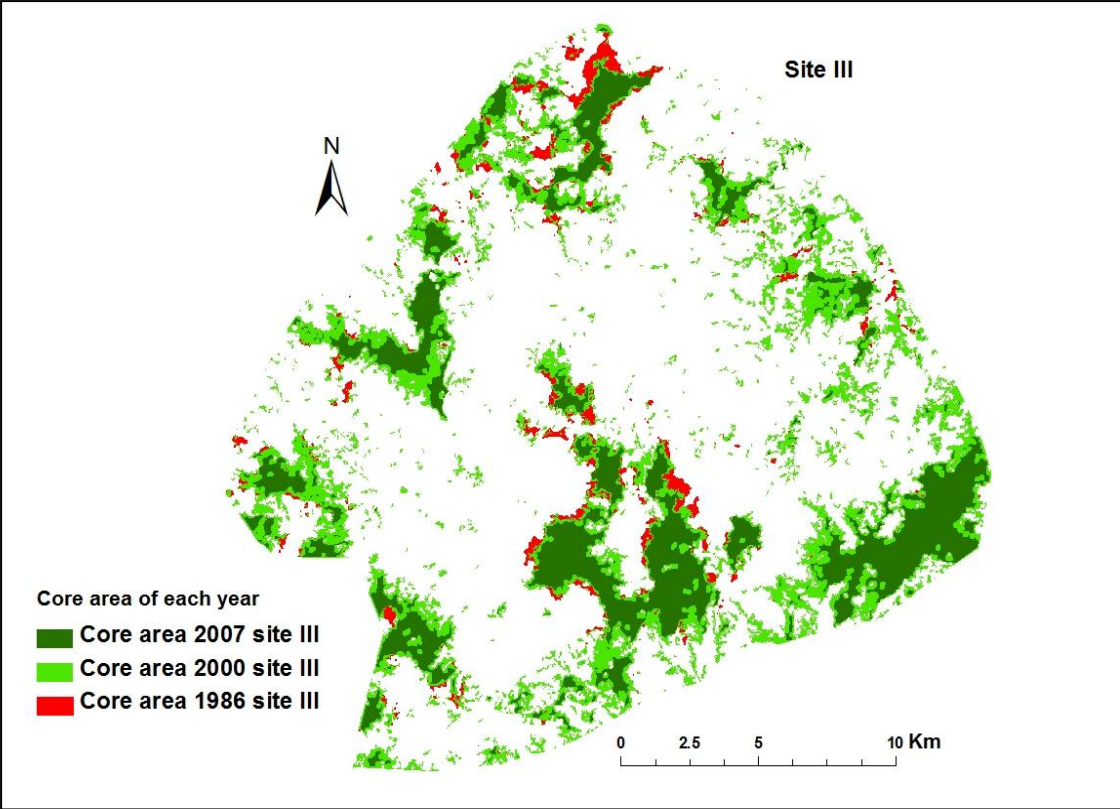 Site III
N
Core area of each year
Core area 2007 site III
Core area 2000 site III
Core area 1986 site III
0 2.5 5 10 Km